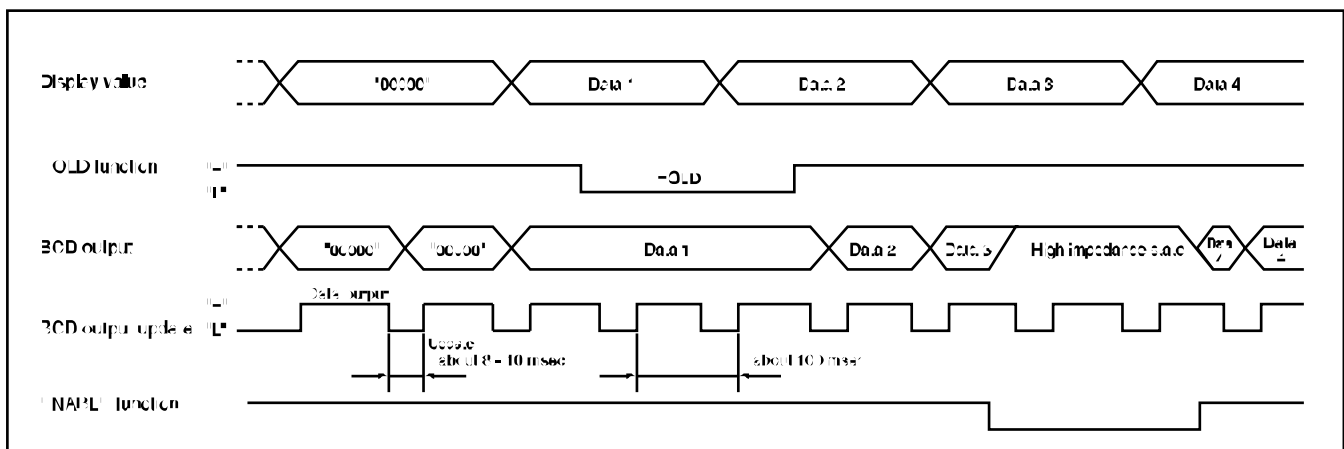 Display value
"00000"
Data 1
Data 2
Data 3
Data 4
OLD function
"L"
HOLD
BCD output
"00000"
"00000"
Data 1
Data 2
Data 3
High impedance state
Data
Data
4
Data output
BCD output update
"L"
Update
about 8 – 10 msec
about 100 msec
function